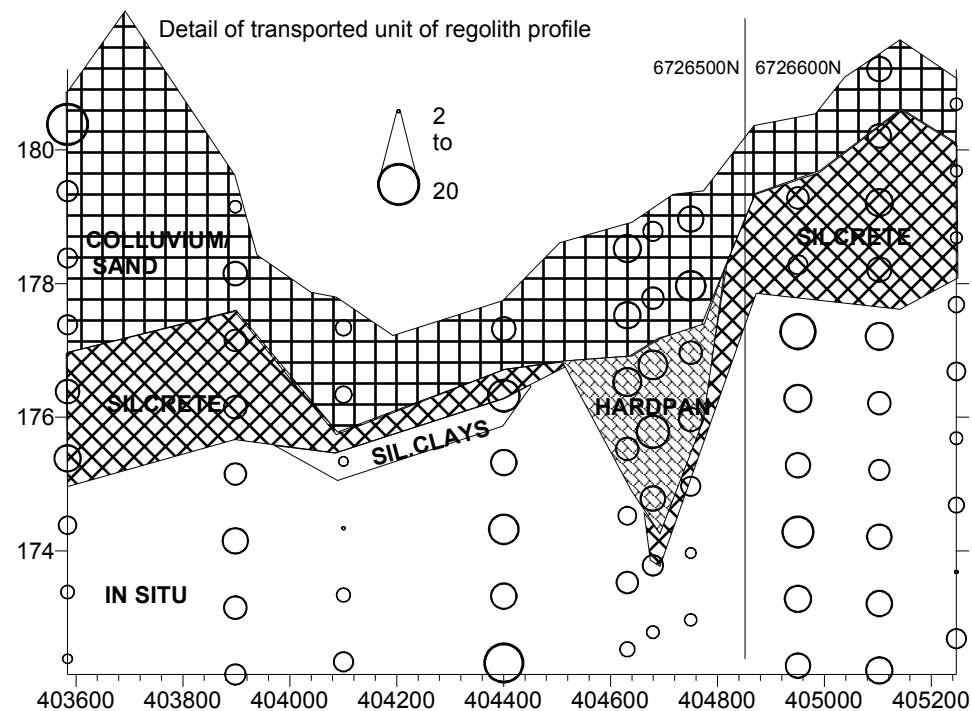 Detail of transported unit of regolith profile
6726500N 6726600N
2
to
20
180
178
176
174
COLLUVIUM/
SAND
SILCRETE
SILCRETE
HARDPAN
SIL.CLAYS
IN SITU
403600 403800 404000 404200 404400 404600 404800 405000 405200